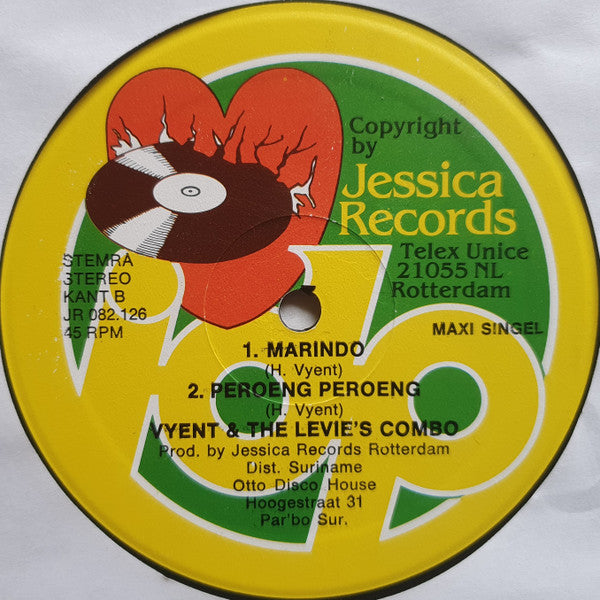 Copyright
by
Jessica
Records
Telex Unice
21055 NL
Rotterdam
STEMRA
STEREO
KANT B
JR 082.126
45 RPM
MAXI SINGEL
1. MARINDO
(H. Vyent)
2. PEROENG PEROENG
(H. Vyent)
VYENT & THE LEVIE'S COMBO
Prod. by Jessica Records Rotterdam
Dist. Suriname
Otto Disco House
Hoogestraat 31
Par'bo Sur.